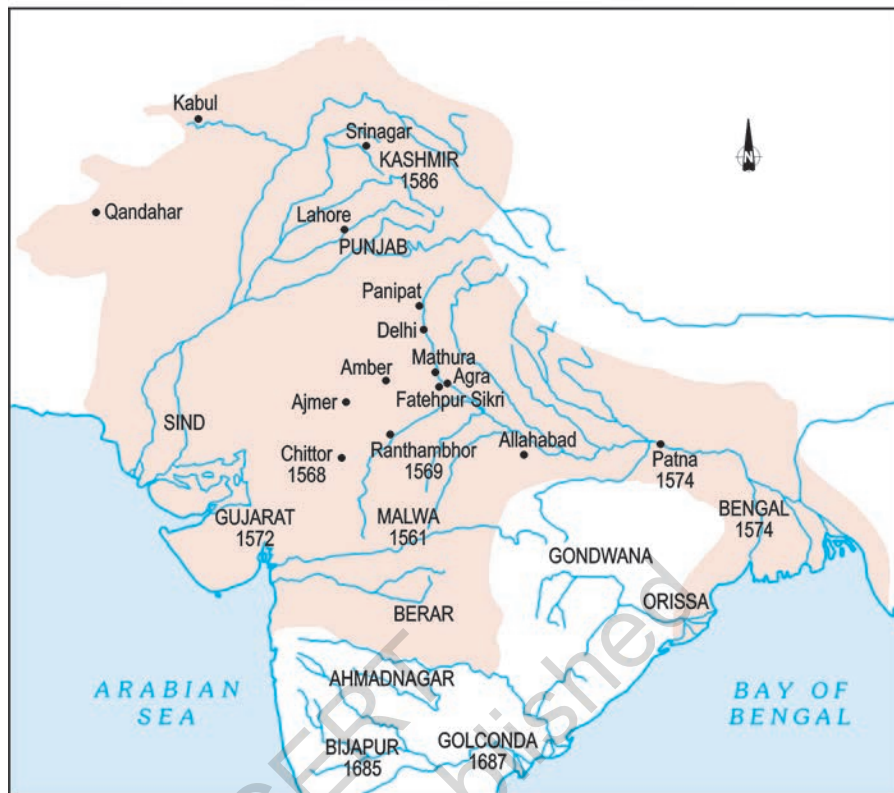 Kabul
Srinagar
KASHMIR
1586
Qandahar
Lahore
PUNJAB
N
Panipat
Delhi
Mathura
Agra
Amber
Fatehpur Sikri
Ajmer
SIND
Ranthambhor
1569
Allahabad
Chittor
1568
Patna
1574
GUJARAT
1572
MALWA
1561
BENGAL
1574
GONDWANA
ORISSA
BERAR
ARABIAN
SEA
AHMADNAGAR
BAY OF
BENGAL
BIJAPUR
1685
GOLCONDA
1687